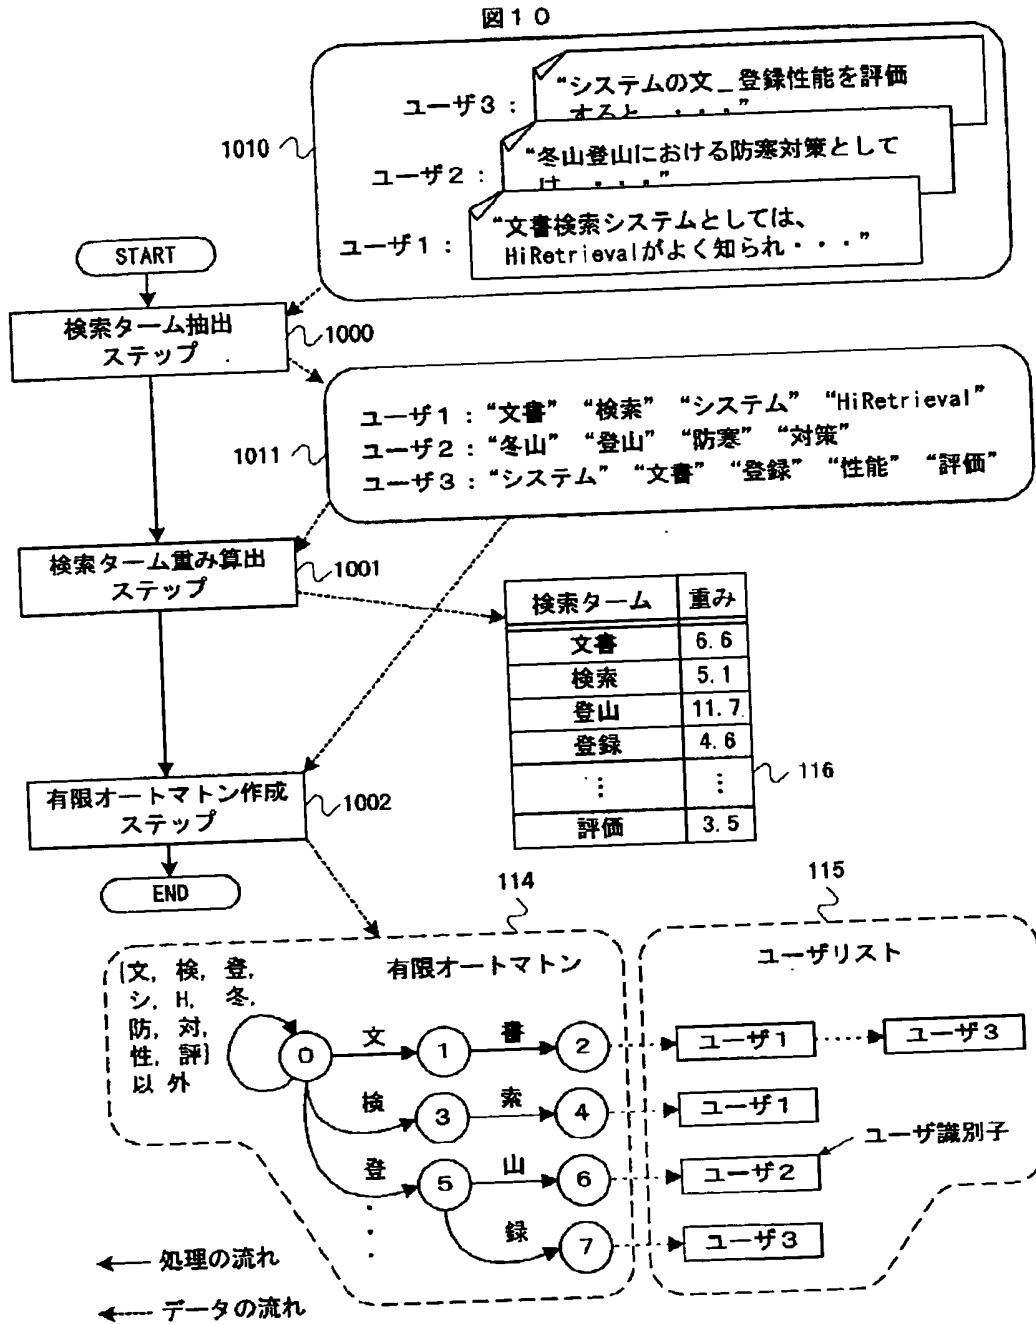 図１０
ユーザ３：
“システムの文_登録性能を評価
すると、・・・”
1010
ユーザ２：
“冬山登山における防寒対策として
は、・・・”
ユーザ１：
“文書検索システムとしては、
HiRetrievalがよく知られ・・・”
START
検索ターム抽出
ステップ
1000
1011
ユーザ１：“文書” “検索” “システム” “HiRetrieval”
ユーザ２：“冬山” “登山” “防寒” “対策”
ユーザ３：“システム” “文書” “登録” “性能” “評価”
検索ターム重み算出
ステップ
1001
検索ターム 重み
文書 6.6
検索 5.1
登山 11.7
登録 4.6
⋮ ⋮
評価 3.5
116
有限オートマトン作成
ステップ
1002
END
114
115
有限オートマトン
ユーザリスト
{文, 検, 登,
シ, H, 冬,
防, 対,
性, 評}
以外
0 文 1 書 2 ユーザ１ ユーザ３
検 3 索 4 ユーザ１
ユーザ識別子
登 5 山 6 ユーザ２
録 7 ユーザ３
処理の流れ
データの流れ